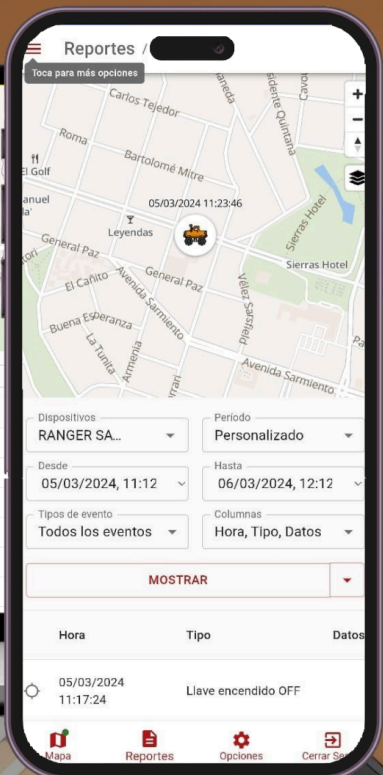 Reportes /
Toca para más opciones
Carlos Tejedor
Roma
Bartolomé Mitre
El Golf
05/03/2024 11:23:46
Leyendas
General Paz
El Cañito
General Paz
Sierras Hotel
Sierras Hotel
Vélez Sarsfield
Buena Esperanza
Avenida Sarmiento
La Tunita
Armenia
Avenida Sarmiento
Dispositivos
RANGER SA...
Período
Personalizado
Desde
05/03/2024, 11:12
Hasta
06/03/2024, 12:12
Tipos de evento
Todos los eventos
Columnas
Hora, Tipo, Datos
MOSTRAR
Hora Tipo Datos
05/03/2024
11:17:24
Llave encendido OFF
Mapa Reportes Opciones Cerrar Se